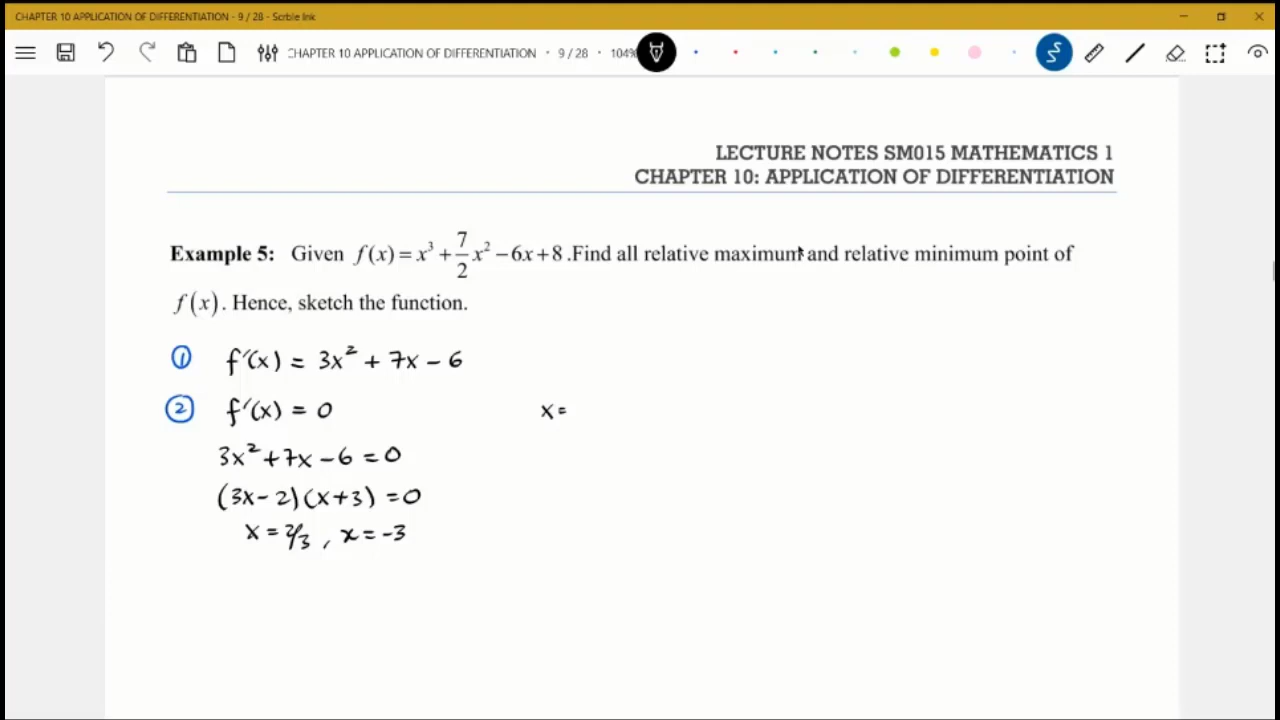 CHAPTER 10 APPLICATION OF DIFFERENTIATION - 9 / 28 - Scrble Ink
CHAPTER 10 APPLICATION OF DIFFERENTIATION • 9 / 28 • 104%
LECTURE NOTES SM015 MATHEMATICS 1
CHAPTER 10: APPLICATION OF DIFFERENTIATION
Example 5: Given f(x) = x³ + 7/2 x² − 6x + 8 .Find all relative maximum and relative minimum point of
f(x). Hence, sketch the function.
① f'(x) = 3x² + 7x − 6
② f'(x) = 0 x =
3x² + 7x − 6 = 0
(3x − 2)(x + 3) = 0
x = 2/3 , x = −3